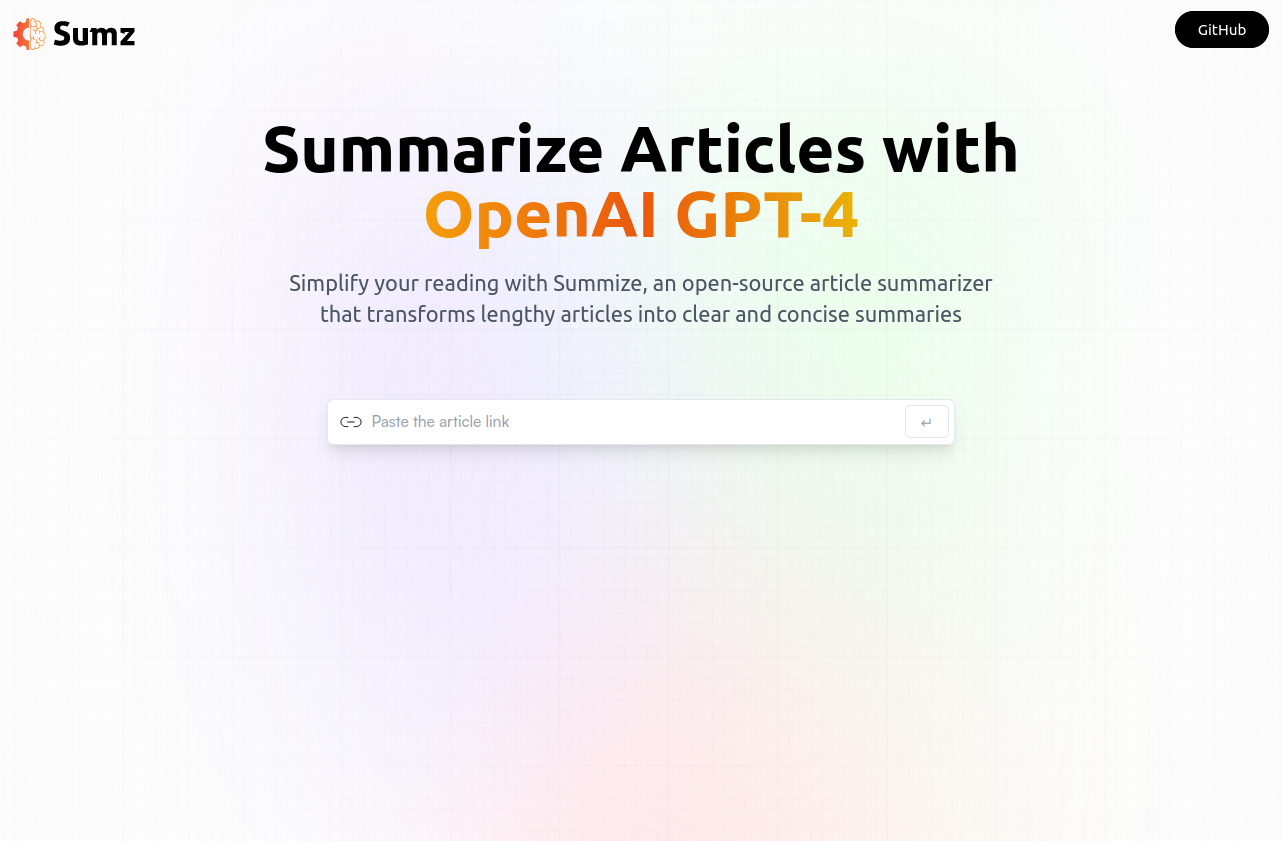 Sumz
GitHub
Summarize Articles with
OpenAI GPT-4
Simplify your reading with Summize, an open-source article summarizer
that transforms lengthy articles into clear and concise summaries
Paste the article link
↵